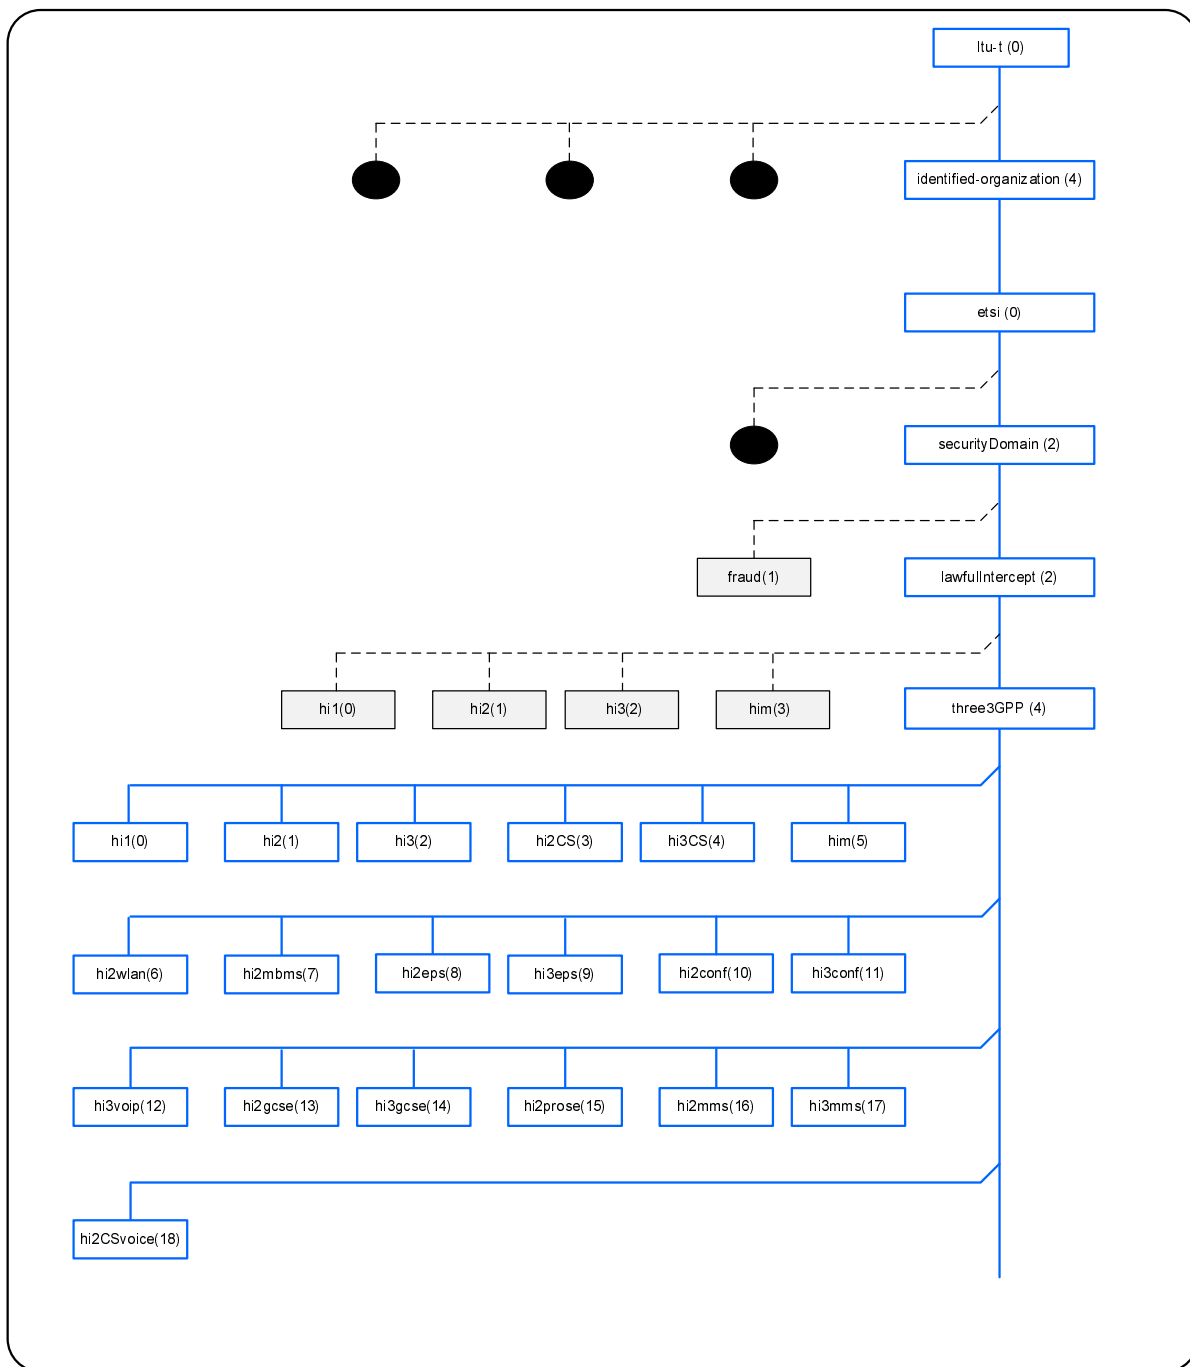 Itu-t (0)
identified-organization (4)
etsi (0)
securityDomain (2)
fraud(1)
lawfulIntercept (2)
hi1(0)
hi2(1)
hi3(2)
him(3)
three3GPP (4)
hi1(0)
hi2(1)
hi3(2)
hi2CS(3)
hi3CS(4)
him(5)
hi2wlan(6)
hi2mbms(7)
hi2eps(8)
hi3eps(9)
hi2conf(10)
hi3conf(11)
hi3voip(12)
hi2gcse(13)
hi3gcse(14)
hi2prose(15)
hi2mms(16)
hi3mms(17)
hi2CSvoice(18)